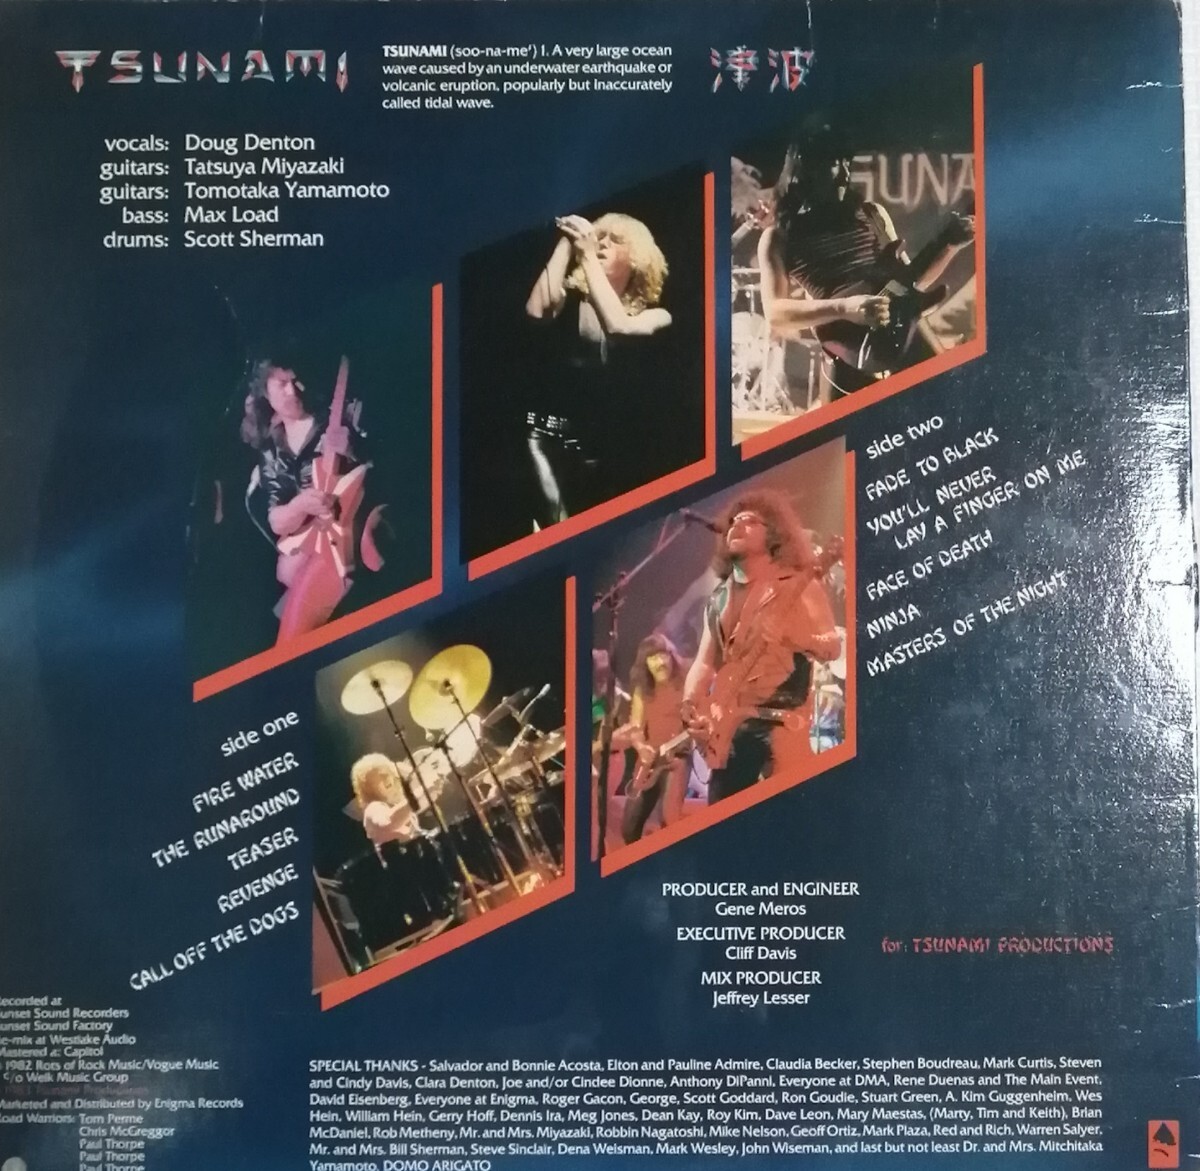 TSUNAMI
TSUNAMI (soo-na-me') 1. A very large ocean
wave caused by an underwater earthquake or
volcanic eruption, popularly but inaccurately
called tidal wave.
津波
vocals: Doug Denton
guitars: Tatsuya Miyazaki
guitars: Tomotaka Yamamoto
bass: Max Load
drums: Scott Sherman
SUNA
side two
FADE TO BLACK
YOU'LL NEVER
LAY A FINGER ON ME
FACE OF DEATH
NINJA
MASTERS OF THE NIGHT
side one
FIRE WATER
THE RUNAROUND
TEASER
REVENGE
CALL OFF THE DOGS
PRODUCER and ENGINEER
Gene Meros
EXECUTIVE PRODUCER
Cliff Davis
MIX PRODUCER
Jeffrey Lesser
for: TSUNAMI PRODUCTIONS
ecorded at
unset Sound Recorders
unset Sound Factory
e-mix at Westlake Audio
Mastered at: Capitol
1982 Rots of Rock Music/Vogue Music
c/o Welk Music Group
Marketed and Distributed by Enigma Records
oad Warriors: Tom Perme
Chris McGreggor
Paul Thorpe
Paul Thorpe
Paul Thorpe
SPECIAL THANKS - Salvador and Bonnie Acosta, Elton and Pauline Admire, Claudia Becker, Stephen Boudreau, Mark Curtis, Steven
and Cindy Davis, Clara Denton, Joe and/or Cindee Dionne, Anthony DiPanni, Everyone at DMA, Rene Duenas and The Main Event,
David Eisenberg, Everyone at Enigma, Roger Gacon, George, Scott Goddard, Ron Goudie, Stuart Green, A. Kim Guggenheim, Wes
Hein, William Hein, Gerry Hoff, Dennis Ira, Meg Jones, Dean Kay, Roy Kim, Dave Leon, Mary Maestas, (Marty, Tim and Keith), Brian
McDaniel, Rob Metheny, Mr. and Mrs. Miyazaki, Robbin Nagatoshi, Mike Nelson, Geoff Ortiz, Mark Plaza, Red and Rich, Warren Salyer,
Mr. and Mrs. Bill Sherman, Steve Sinclair, Dena Weisman, Mark Wesley, John Wiseman, and last but not least Dr. and Mrs. Mitchitaka
Yamamoto. DOMO ARIGATO